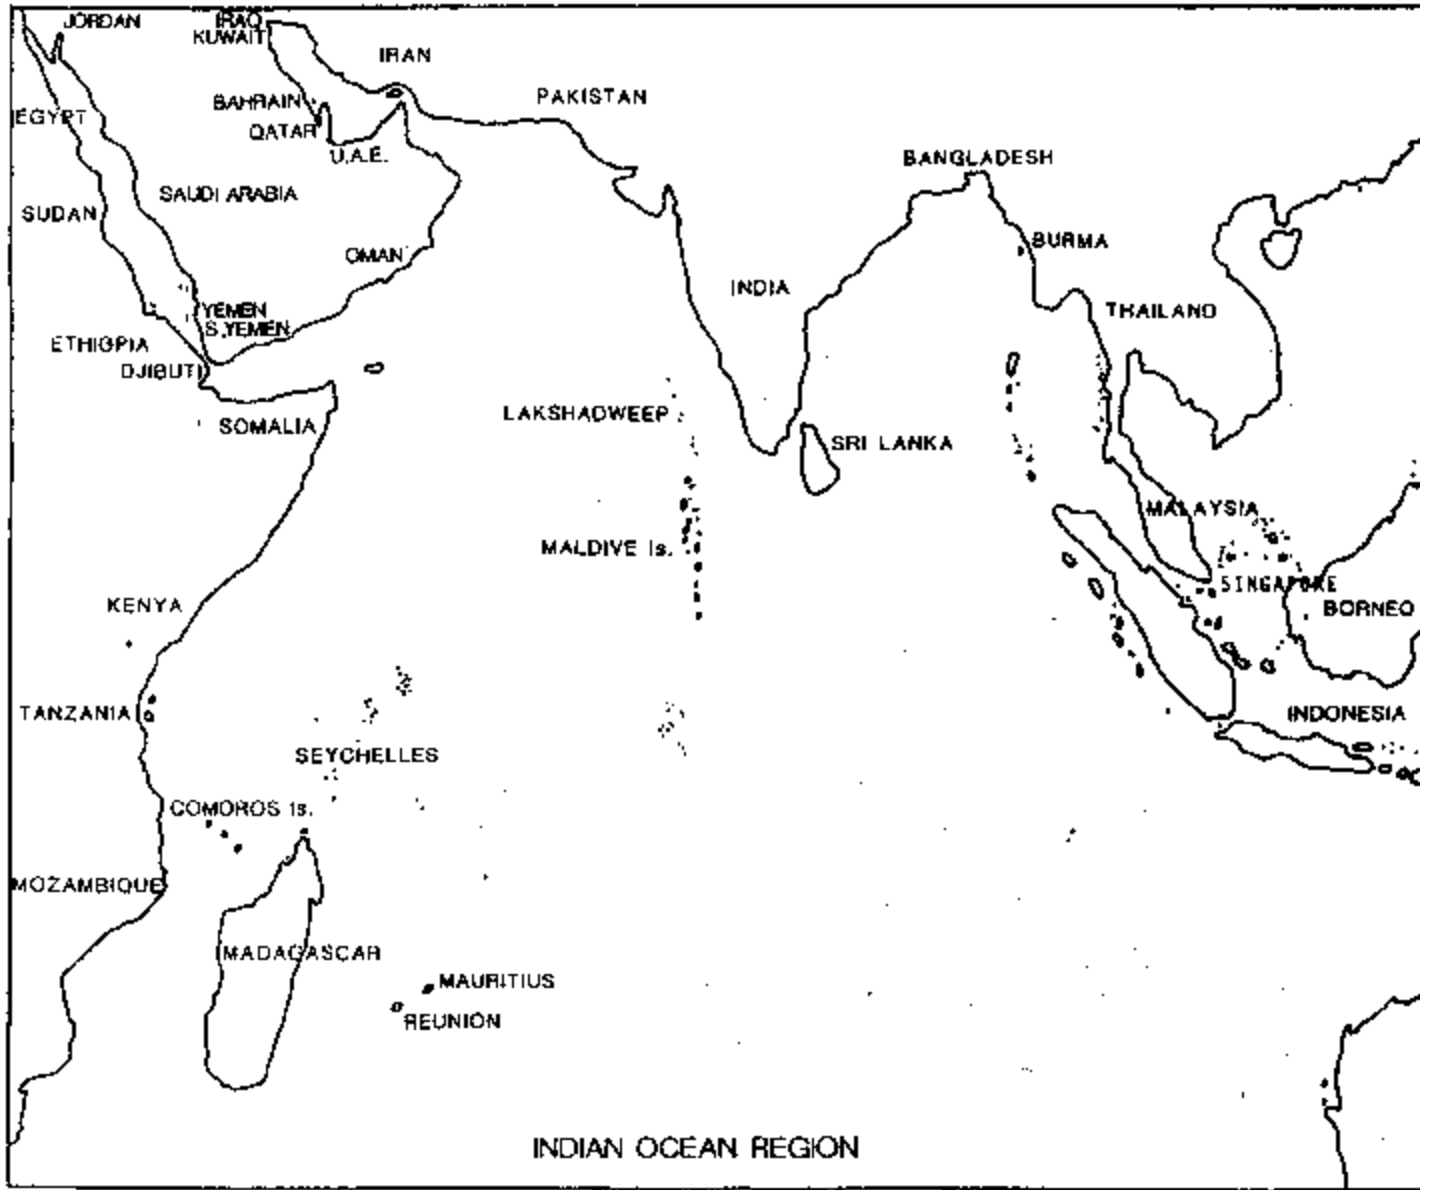 JORDAN
IRAQ
KUWAIT
IRAN
BAHRAIN
PAKISTAN
EGYPT
QATAR
U.A.E.
BANGLADESH
SAUDI ARABIA
SUDAN
BURMA
OMAN
INDIA
YEMEN
THAILAND
S.YEMEN
ETHIOPIA
DJIBUTI
LAKSHADWEEP
SOMALIA
SRI LANKA
MALAYSIA
MALDIVE Is.
SINGAPORE
KENYA
BORNEO
TANZANIA
INDONESIA
SEYCHELLES
COMOROS Is.
MOZAMBIQUE
MADAGASCAR
MAURITIUS
REUNION
INDIAN OCEAN REGION